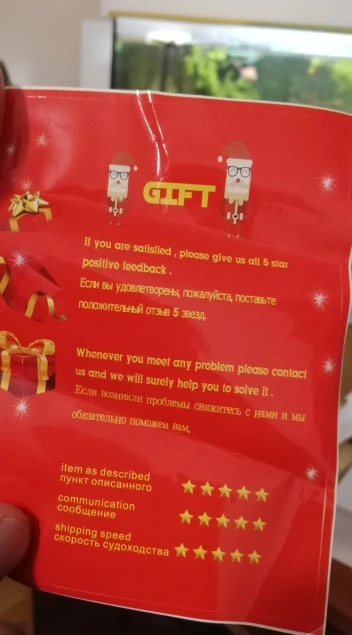 GIFT
If you are satisfied , please give us all 5 star
positive feedback .
Если вы удовлетворены, пожалуйста, поставьте
положительный отзыв 5 звезд.
Whenever you meet any problem please contact
us and we will surely help you to solve it .
Если возникли проблемы свяжитесь с нами и мы
обязательно поможем вам.
item as described
пункт описанного
communication
сообщение
shipping speed
скорость судоходства